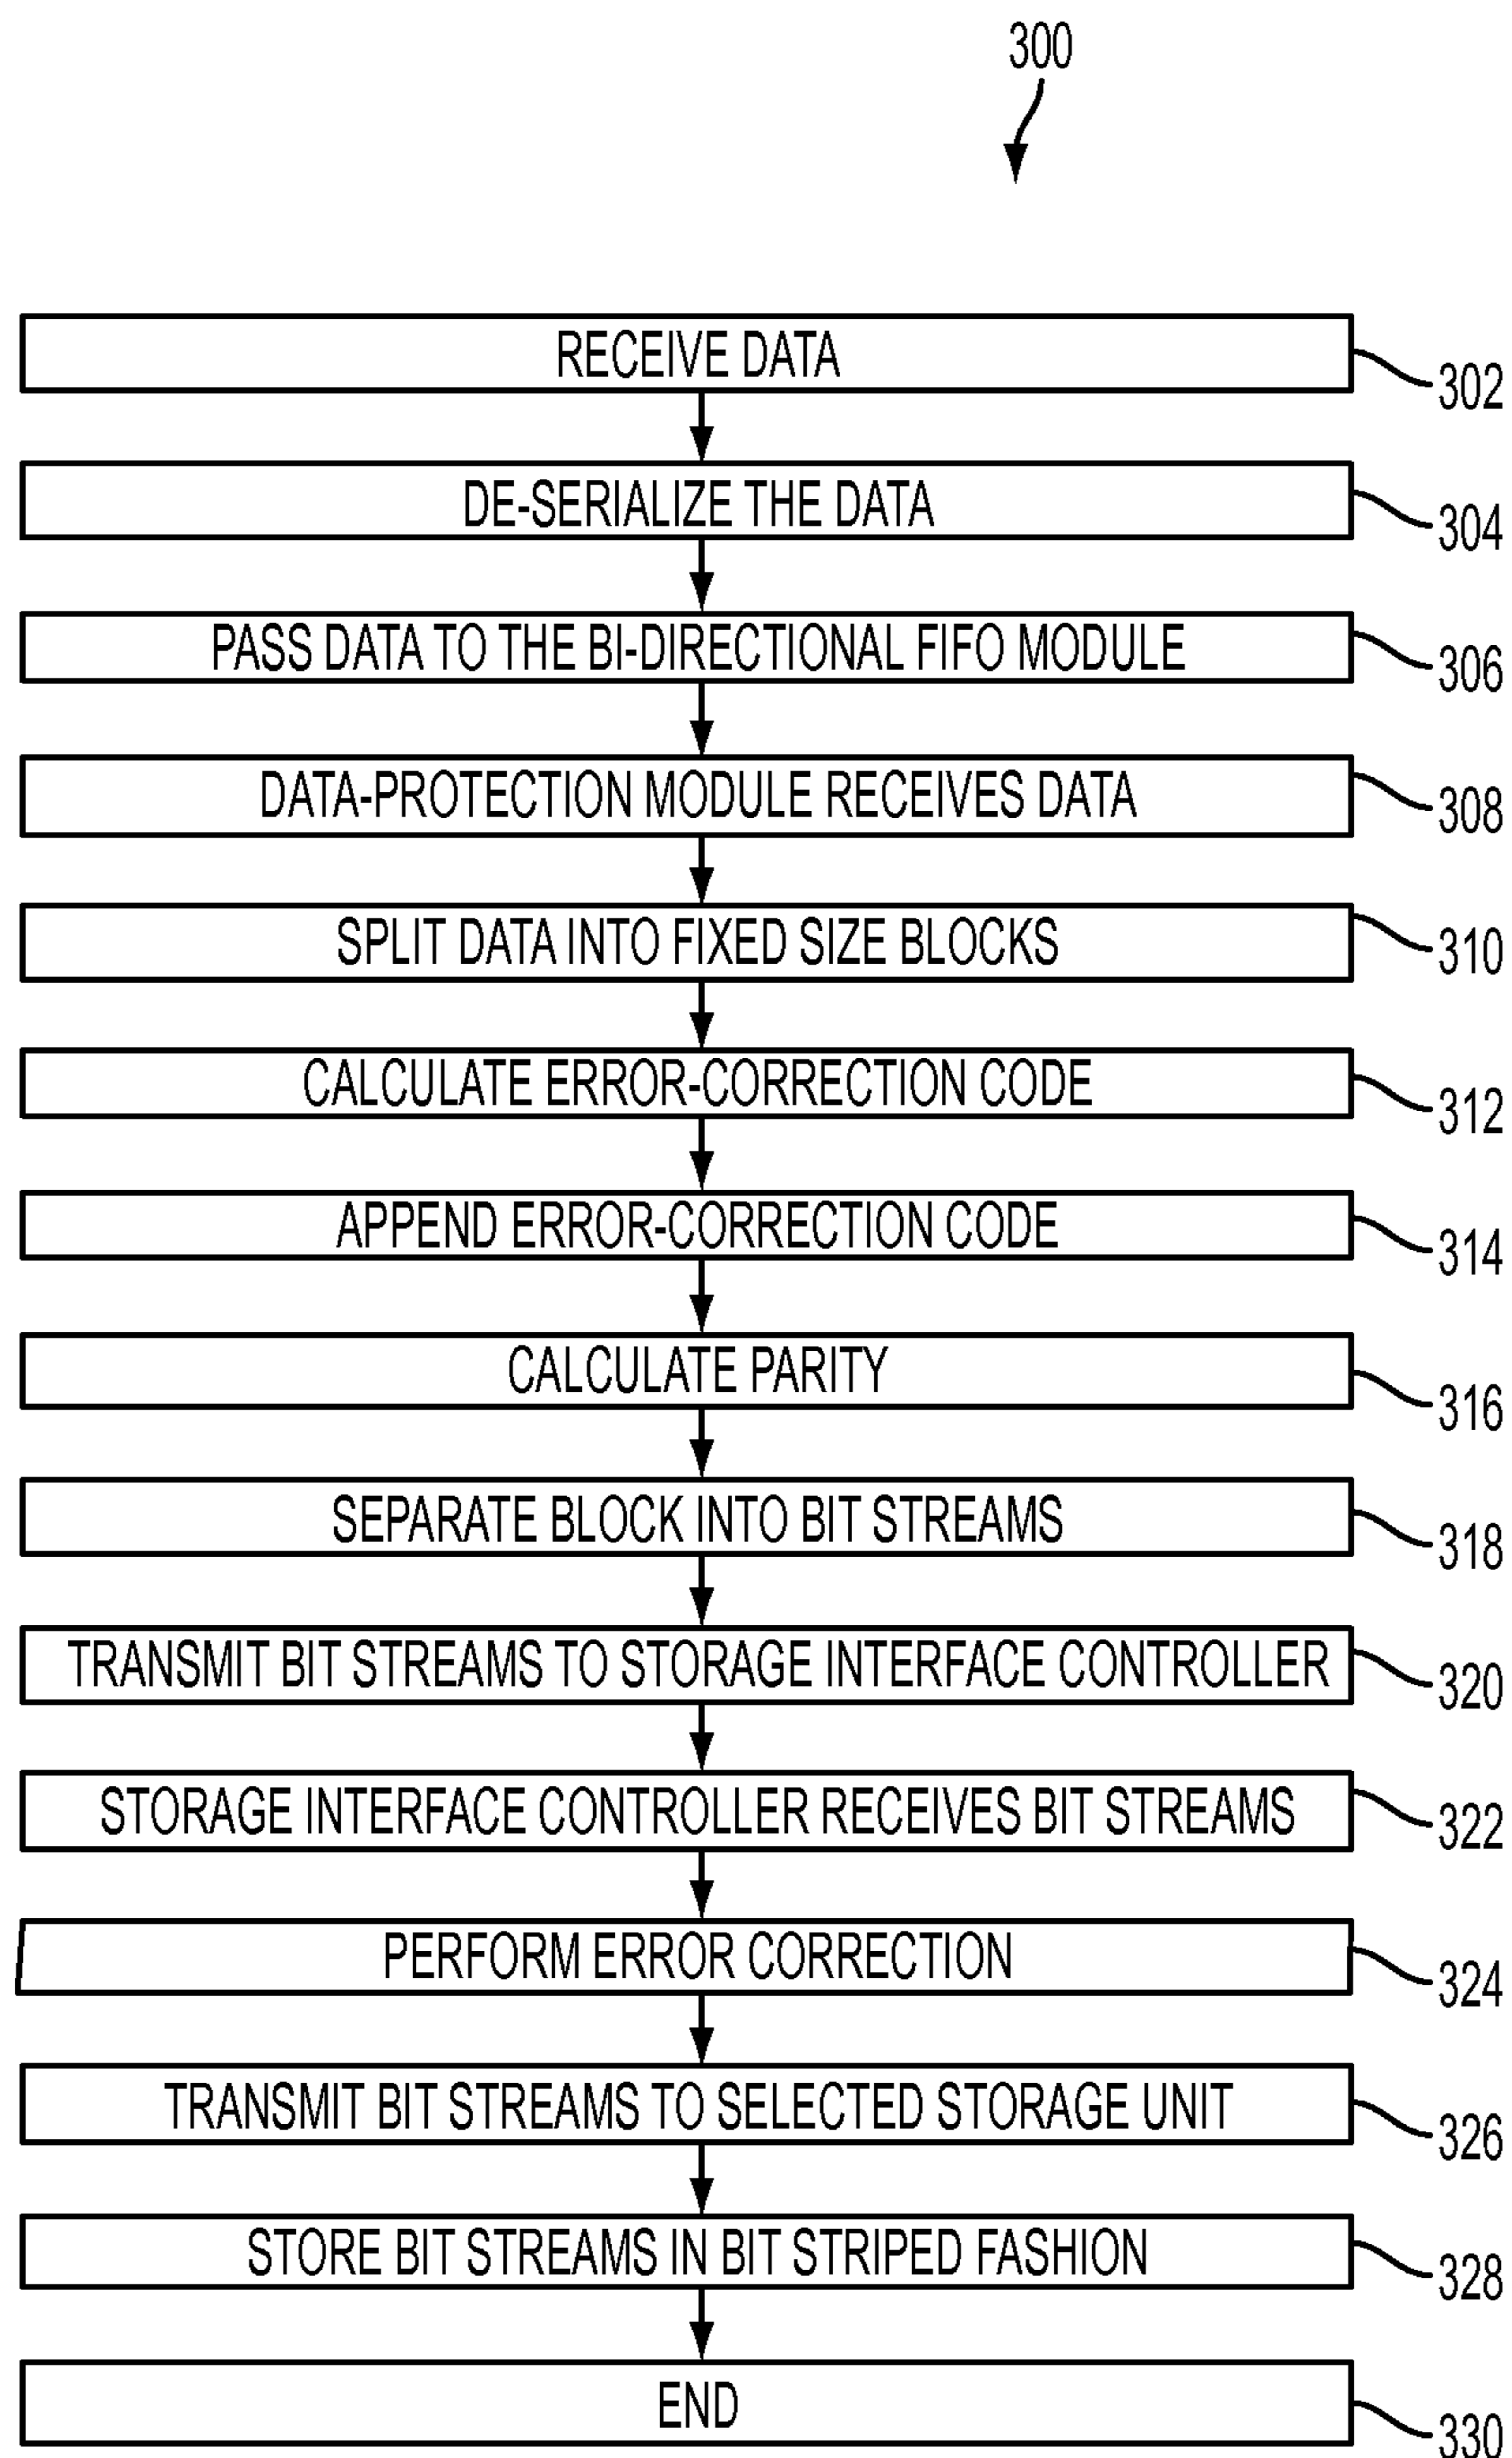 300
RECEIVE DATA
302
DE-SERIALIZE THE DATA
304
PASS DATA TO THE BI-DIRECTIONAL FIFO MODULE
306
DATA-PROTECTION MODULE RECEIVES DATA
308
SPLIT DATA INTO FIXED SIZE BLOCKS
310
CALCULATE ERROR-CORRECTION CODE
312
APPEND ERROR-CORRECTION CODE
314
CALCULATE PARITY
316
SEPARATE BLOCK INTO BIT STREAMS
318
TRANSMIT BIT STREAMS TO STORAGE INTERFACE CONTROLLER
320
STORAGE INTERFACE CONTROLLER RECEIVES BIT STREAMS
322
PERFORM ERROR CORRECTION
324
TRANSMIT BIT STREAMS TO SELECTED STORAGE UNIT
326
STORE BIT STREAMS IN BIT STRIPED FASHION
328
END
330